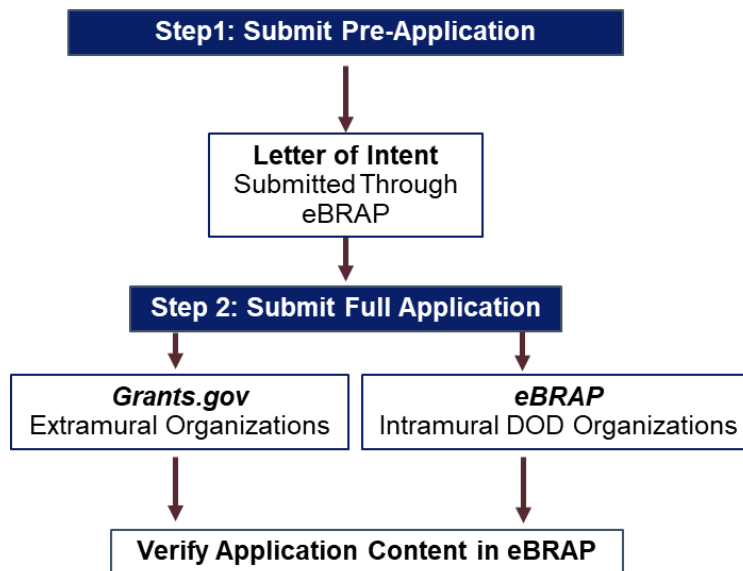 Step1: Submit Pre-Application
Letter of Intent
Submitted Through
eBRAP
Step 2: Submit Full Application
Grants.gov
Extramural Organizations
eBRAP
Intramural DOD Organizations
Verify Application Content in eBRAP